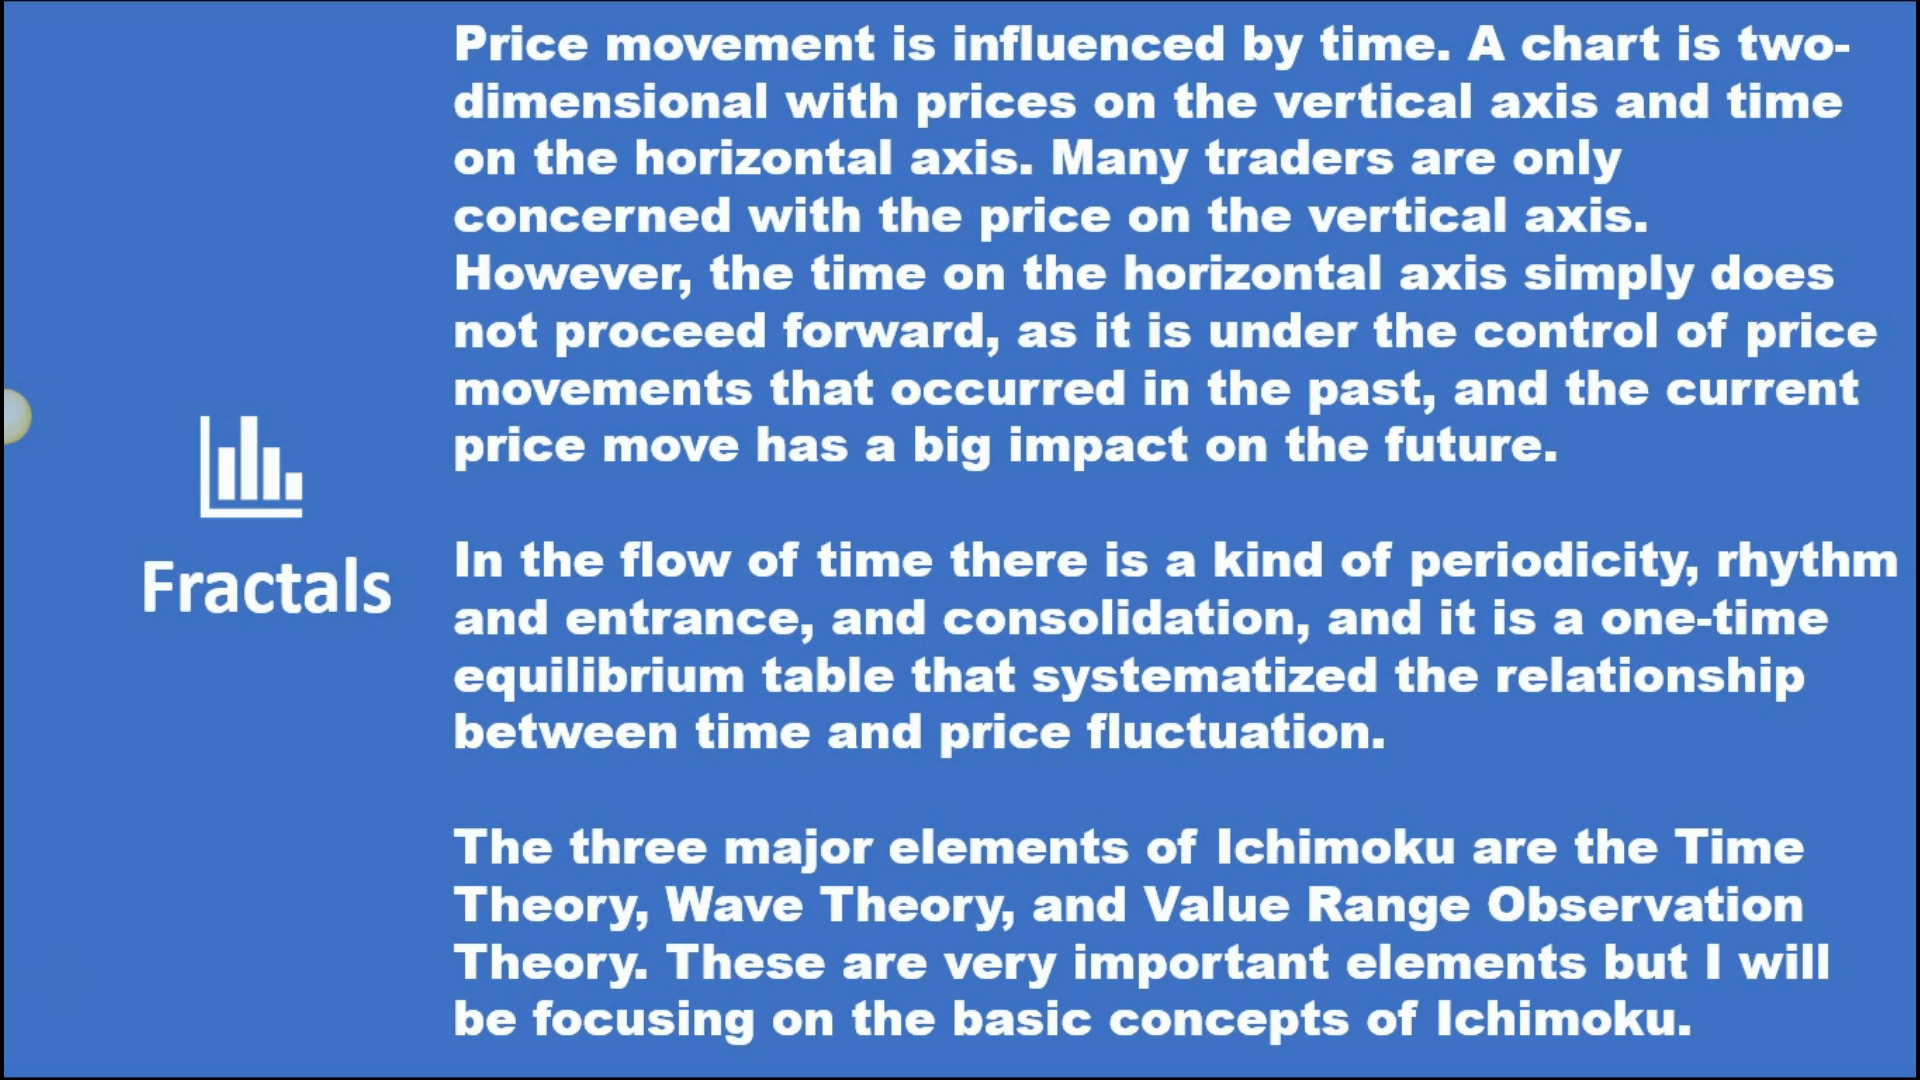 Fractals
Price movement is influenced by time. A chart is two-
dimensional with prices on the vertical axis and time
on the horizontal axis. Many traders are only
concerned with the price on the vertical axis.
However, the time on the horizontal axis simply does
not proceed forward, as it is under the control of price
movements that occurred in the past, and the current
price move has a big impact on the future.
In the flow of time there is a kind of periodicity, rhythm
and entrance, and consolidation, and it is a one-time
equilibrium table that systematized the relationship
between time and price fluctuation.
The three major elements of Ichimoku are the Time
Theory, Wave Theory, and Value Range Observation
Theory. These are very important elements but I will
be focusing on the basic concepts of Ichimoku.